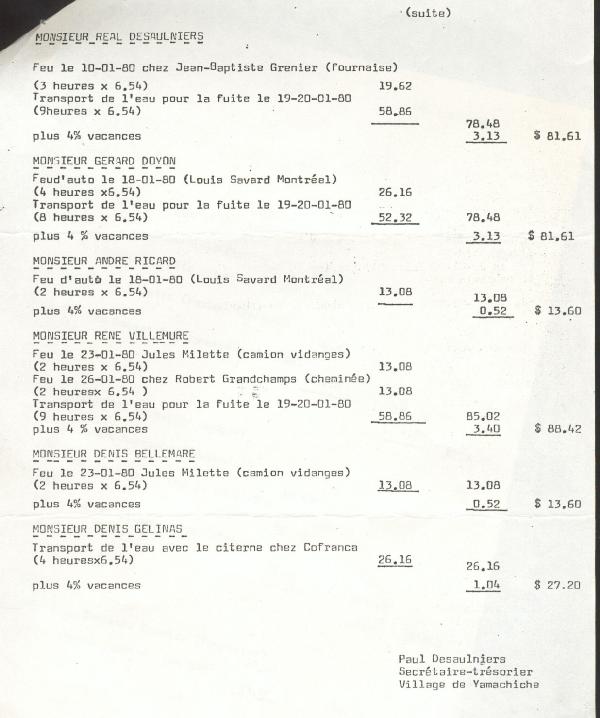 (suite)
MONSIEUR REAL DESAULNIERS
Feu le 10-01-80 chez Jean-Baptiste Grenier (fournaise)
(3 heures x 6.54) 19.62
Transport de l'eau pour la fuite le 19-20-01-80
(9heures x 6.54) 58.86
78.48
plus 4% vacances 3.13 $ 81.61
MONSIEUR GERARD DOYON
Feud'auto le 18-01-80 (Louis Savard Montréal)
(4 heures x6.54) 26.16
Transport de l'eau pour la fuite le 19-20-01-80
(8 heures x 6.54) 52.32 78.48
plus 4 % vacances 3.13 $ 81.61
MONSIEUR ANDRE RICARD
Feu d'auto le 18-01-80 (Louis Savard Montréal)
(2 heures x 6.54) 13.08 13.08
plus 4% vacances 0.52 $ 13.60
MONSIEUR RENE VILLEMURE
Feu le 23-01-80 Jules Milette (camion vidanges)
(2 heures x 6.54) 13.08
Feu le 26-01-80 chez Robert Grandchamps (cheminée)
(2 heuresx 6.54 ) 13.08
Transport de l'eau pour la fuite le 19-20-01-80
(9 heures x 6.54) 58.86 85.02
plus 4 % vacances 3.40 $ 88.42
MONSIEUR DENIS BELLEMARE
Feu le 23-01-80 Jules Milette (camion vidanges)
(2 heures x 6.54) 13.08 13.08
plus 4% vacances 0.52 $ 13.60
MONSIEUR DENIS GELINAS
Transport de l'eau avec le citerne chez Cofranca
(4 heuresx6.54) 26.16 26.16
plus 4% vacances 1.04 $ 27.20
Paul Desaulniers
Secrétaire-trésorier
Village de Yamachiche